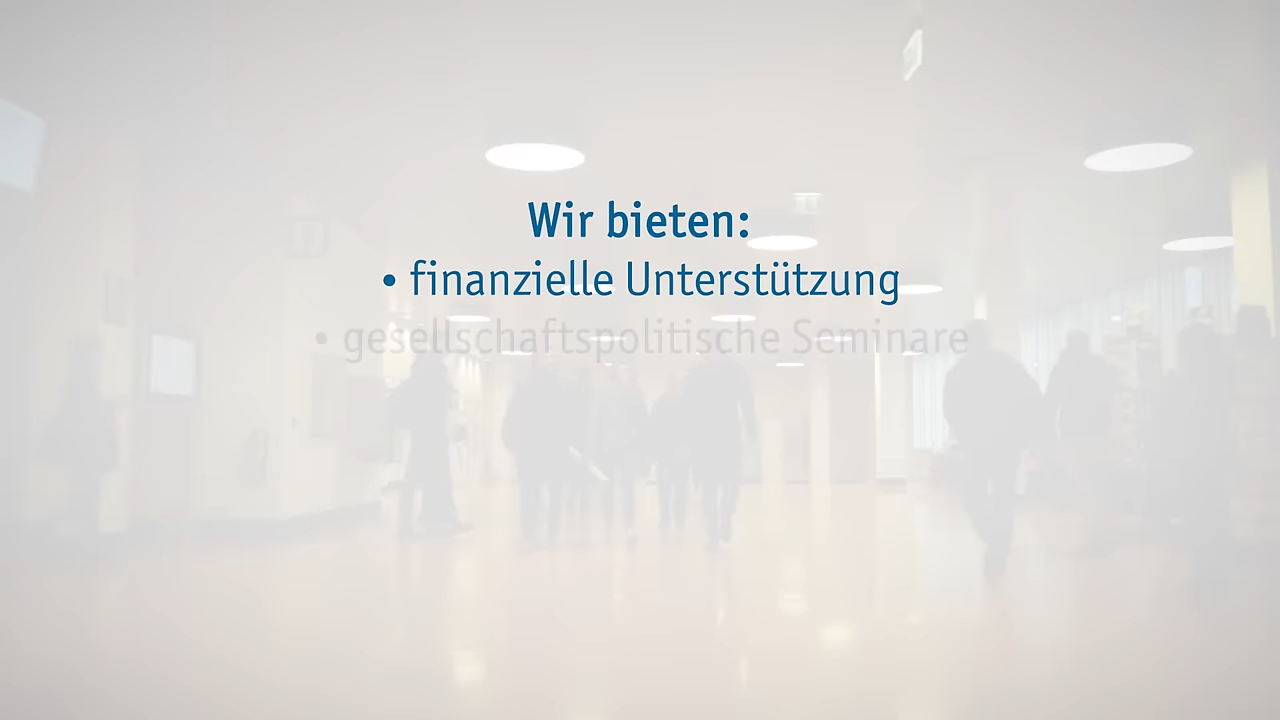 Wir bieten:
• finanzielle Unterstützung
• gesellschaftspolitische Seminare